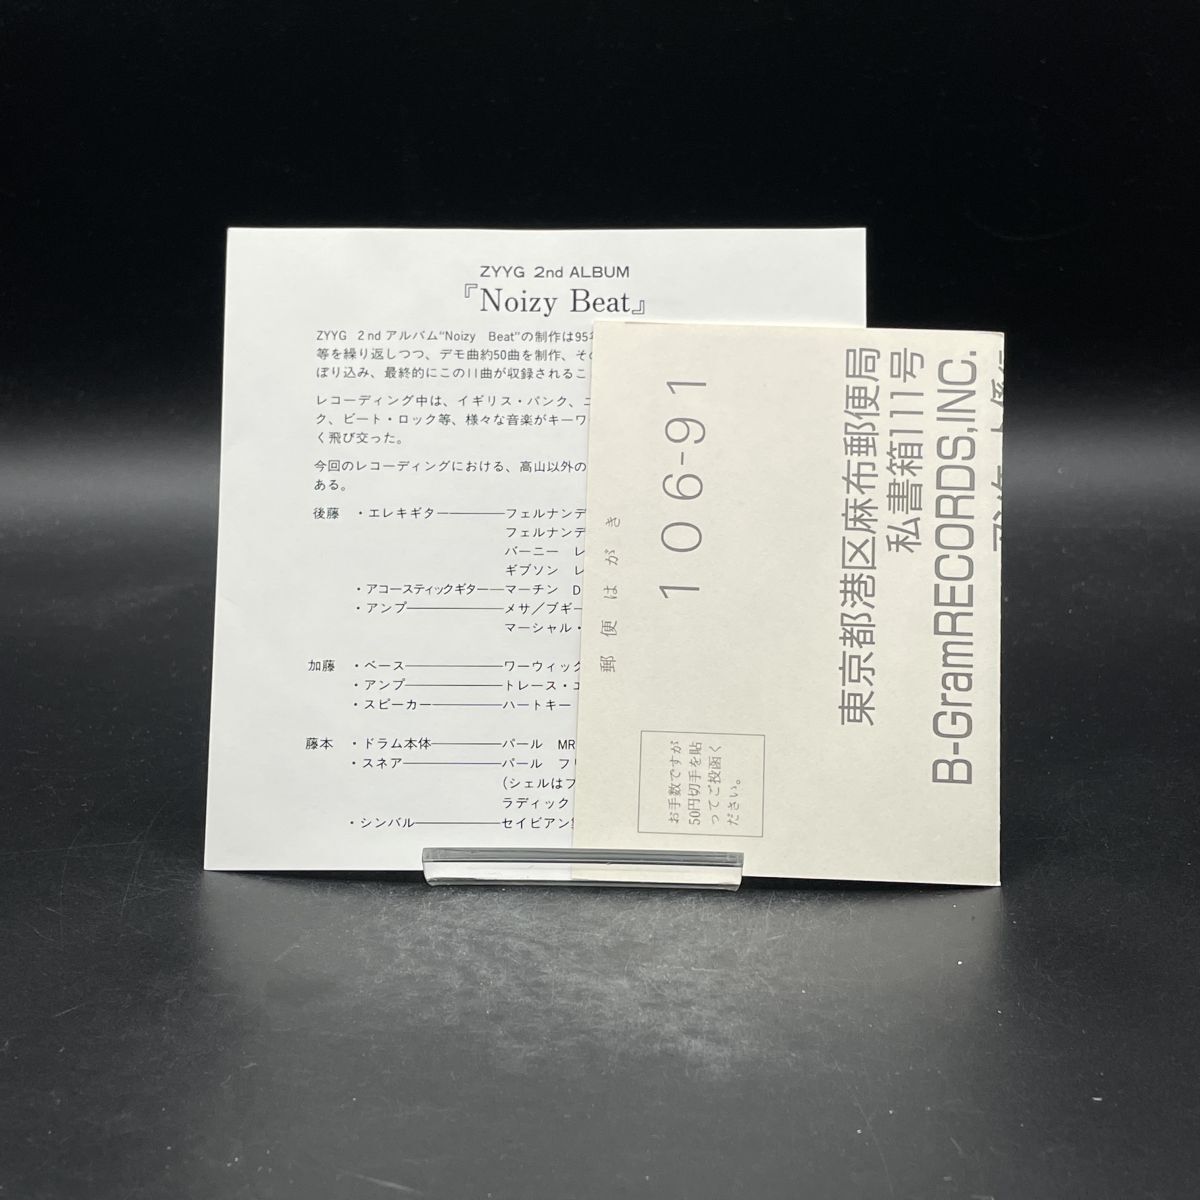 ZYYG 2nd ALBUM
『Noizy Beat』
ZYYG 2ndアルバム“Noizy Beat”の制作は95
等を繰り返しつつ、デモ曲約50曲を制作、その
ぼり込み、最終的にこの11曲が収録されるこ
レコーディング中は、イギリス・パンク、ニ
ク、ビート・ロック等、様々な音楽がキーワ
く飛び交った。
今回のレコーディングにおける、高山以外の
ある。
後藤 ・エレキギター────フェルナンデ
フェルナンデ
バーニー レ
ギブソン レ
・アコースティックギター─マーチン D
・アンプ──────メサ／ブギー
マーシャル・
加藤 ・ベース──────ワーウィック
・アンプ──────トレース・エ
・スピーカー────ハートキー
藤本 ・ドラム本体────パール MR
・スネア──────パール フリ
(シェルはブ
ラディック
・シンバル─────セイビアン
郵便はがき
106-91
東京都港区麻布郵便局
私書箱111号
B-GramRECORDS,INC.
お手数ですが
50円切手を貼
ってご投函く
ださい。